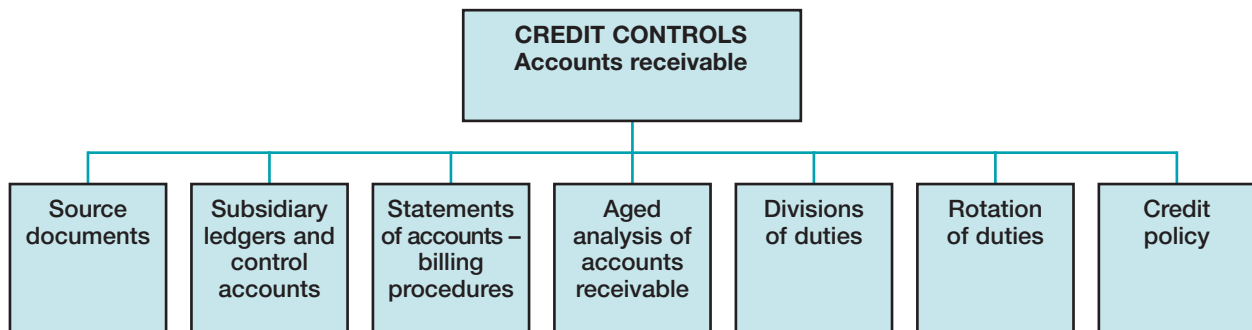 CREDIT CONTROLS
Accounts receivable
Source
documents
Subsidiary
ledgers and
control
accounts
Statements
of accounts –
billing
procedures
Aged
analysis of
accounts
receivable
Divisions
of duties
Rotation
of duties
Credit
policy